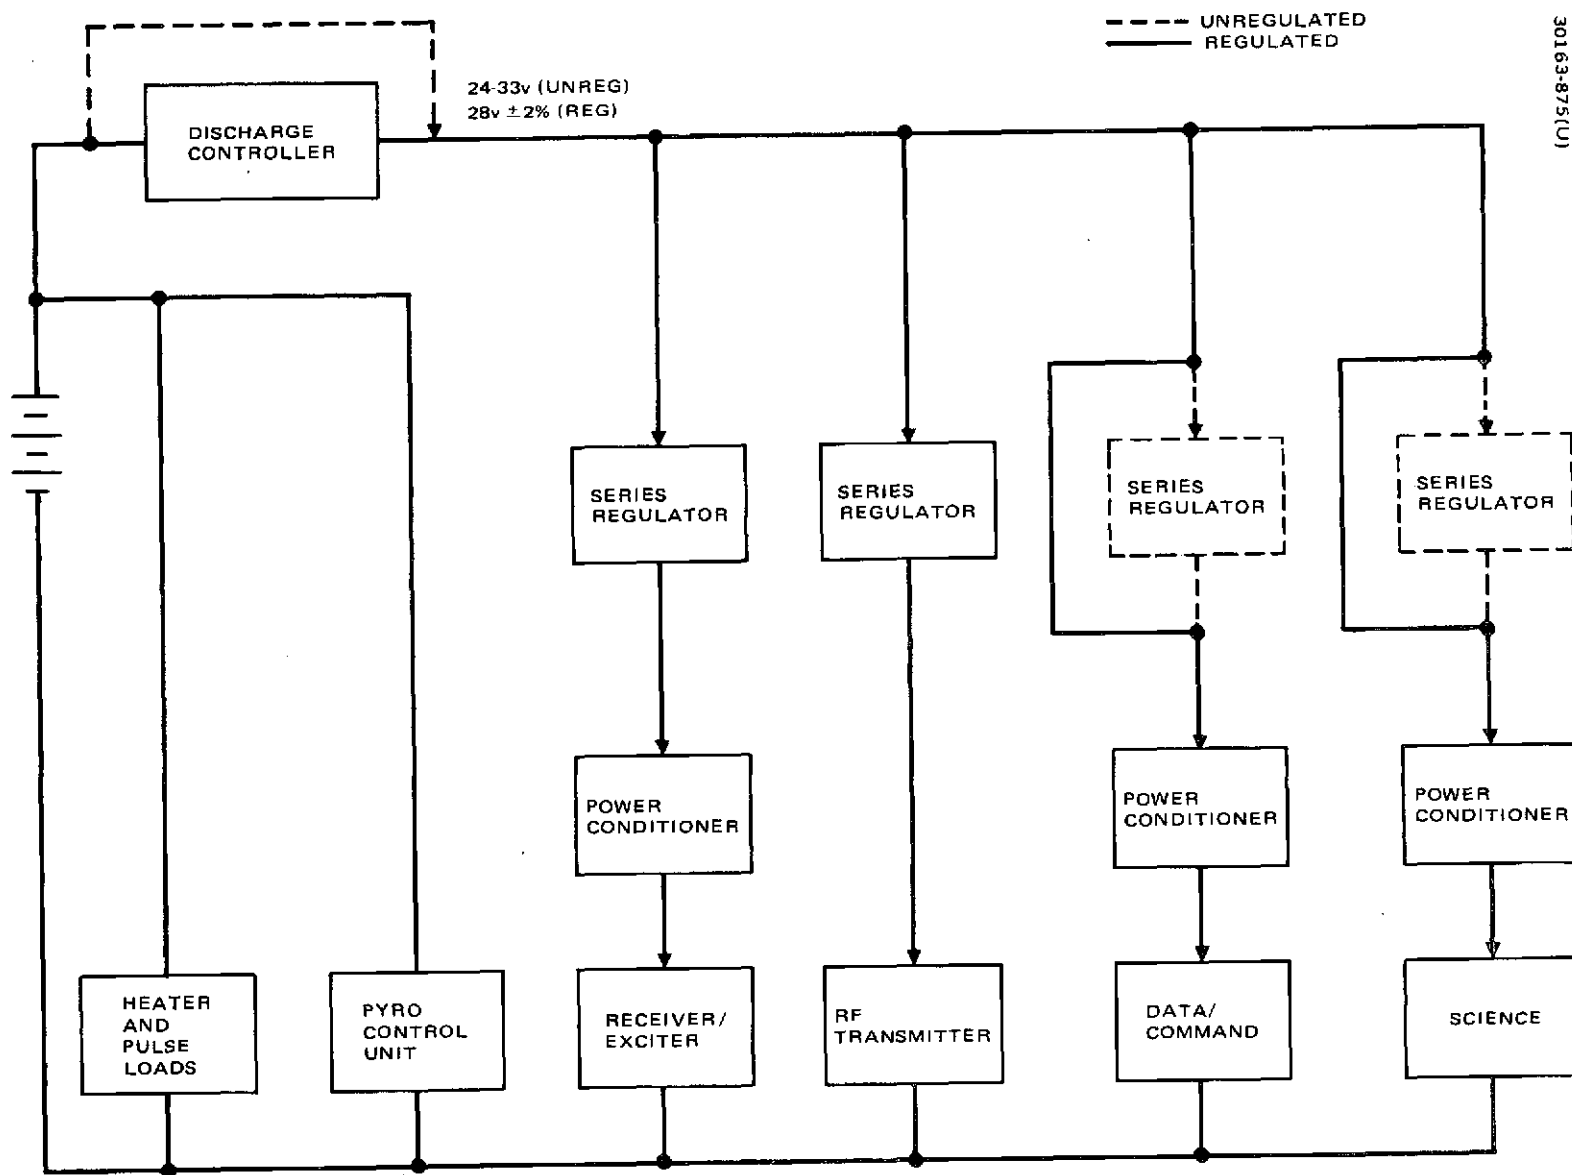 UNREGULATED
REGULATED
30163-875(U)
24-33v (UNREG)
28v ±2% (REG)
DISCHARGE
CONTROLLER
SERIES
REGULATOR
SERIES
REGULATOR
SERIES
REGULATOR
SERIES
REGULATOR
POWER
CONDITIONER
POWER
CONDITIONER
POWER
CONDITIONER
HEATER
AND
PULSE
LOADS
PYRO
CONTROL
UNIT
RECEIVER/
EXCITER
RF
TRANSMITTER
DATA/
COMMAND
SCIENCE